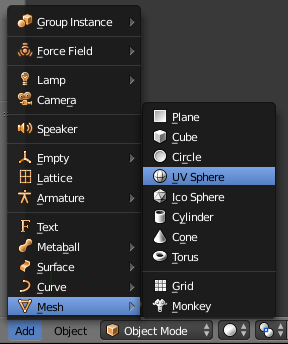 Group Instance
Force Field
Lamp
Camera
Speaker
Empty
Lattice
Armature
Text
Metaball
Surface
Curve
Mesh
Plane
Cube
Circle
UV Sphere
Ico Sphere
Cylinder
Cone
Torus
Grid
Monkey
Add Object Object Mode